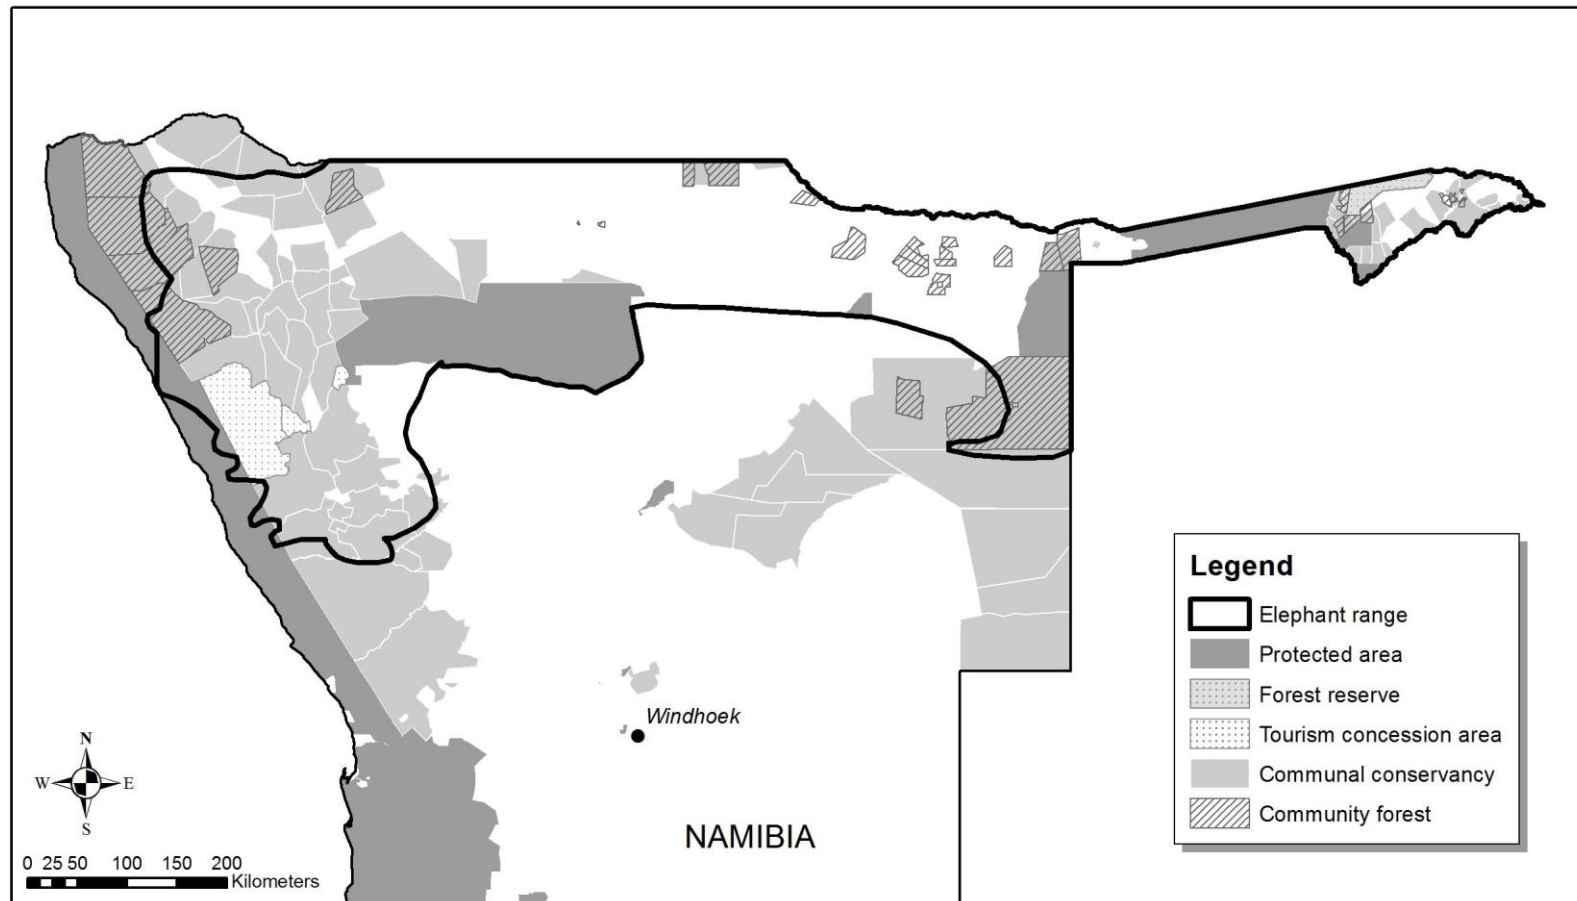 Legend
Elephant range
Protected area
Forest reserve
Tourism concession area
Communal conservancy
Community forest
Windhoek
NAMIBIA
N
W E
S
0 25 50 100 150 200
Kilometers